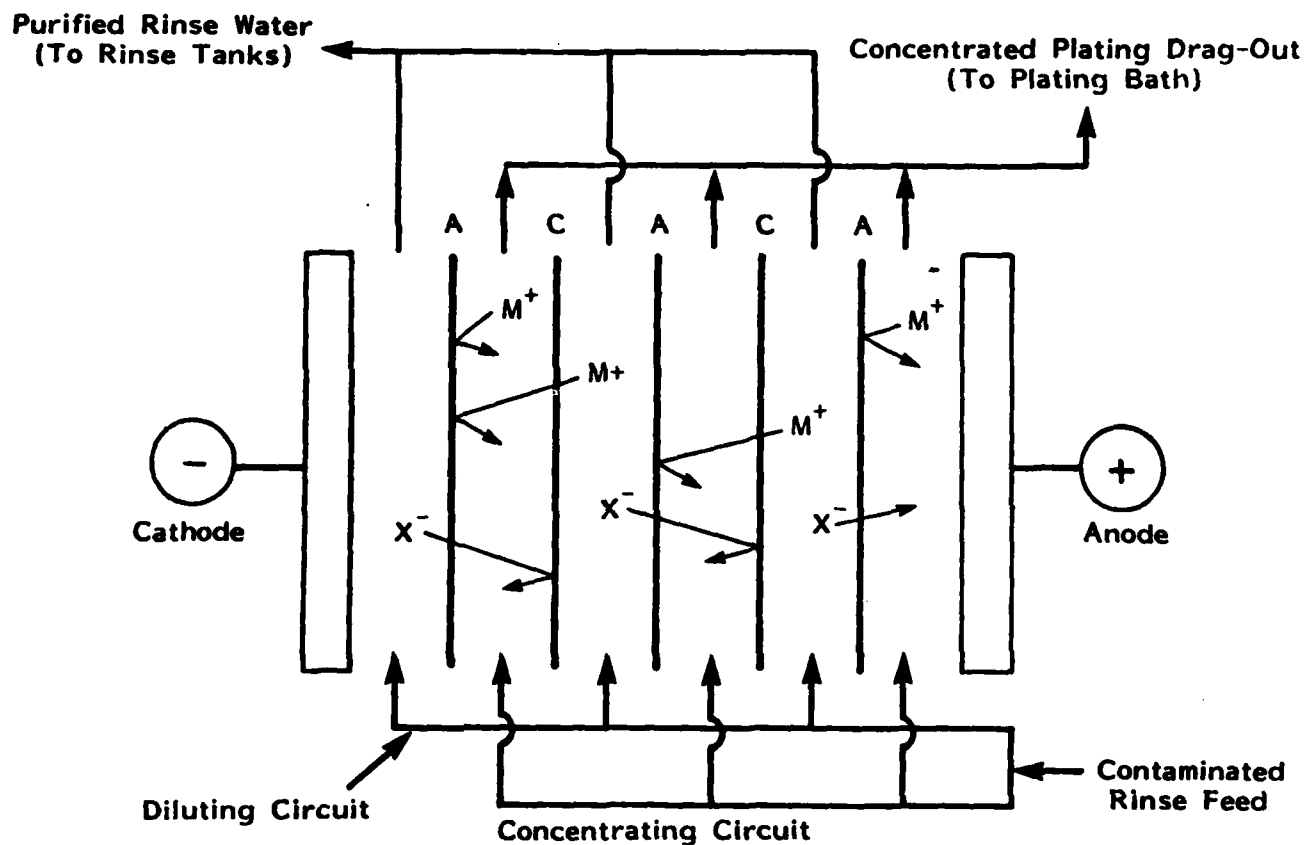 Purified Rinse Water
(To Rinse Tanks)
Concentrated Plating Drag-Out
(To Plating Bath)
A
C
A
C
A
-
M+
M+
M+
M+
X-
X-
X-
-
Cathode
+
Anode
Diluting Circuit
Concentrating Circuit
Contaminated
Rinse Feed